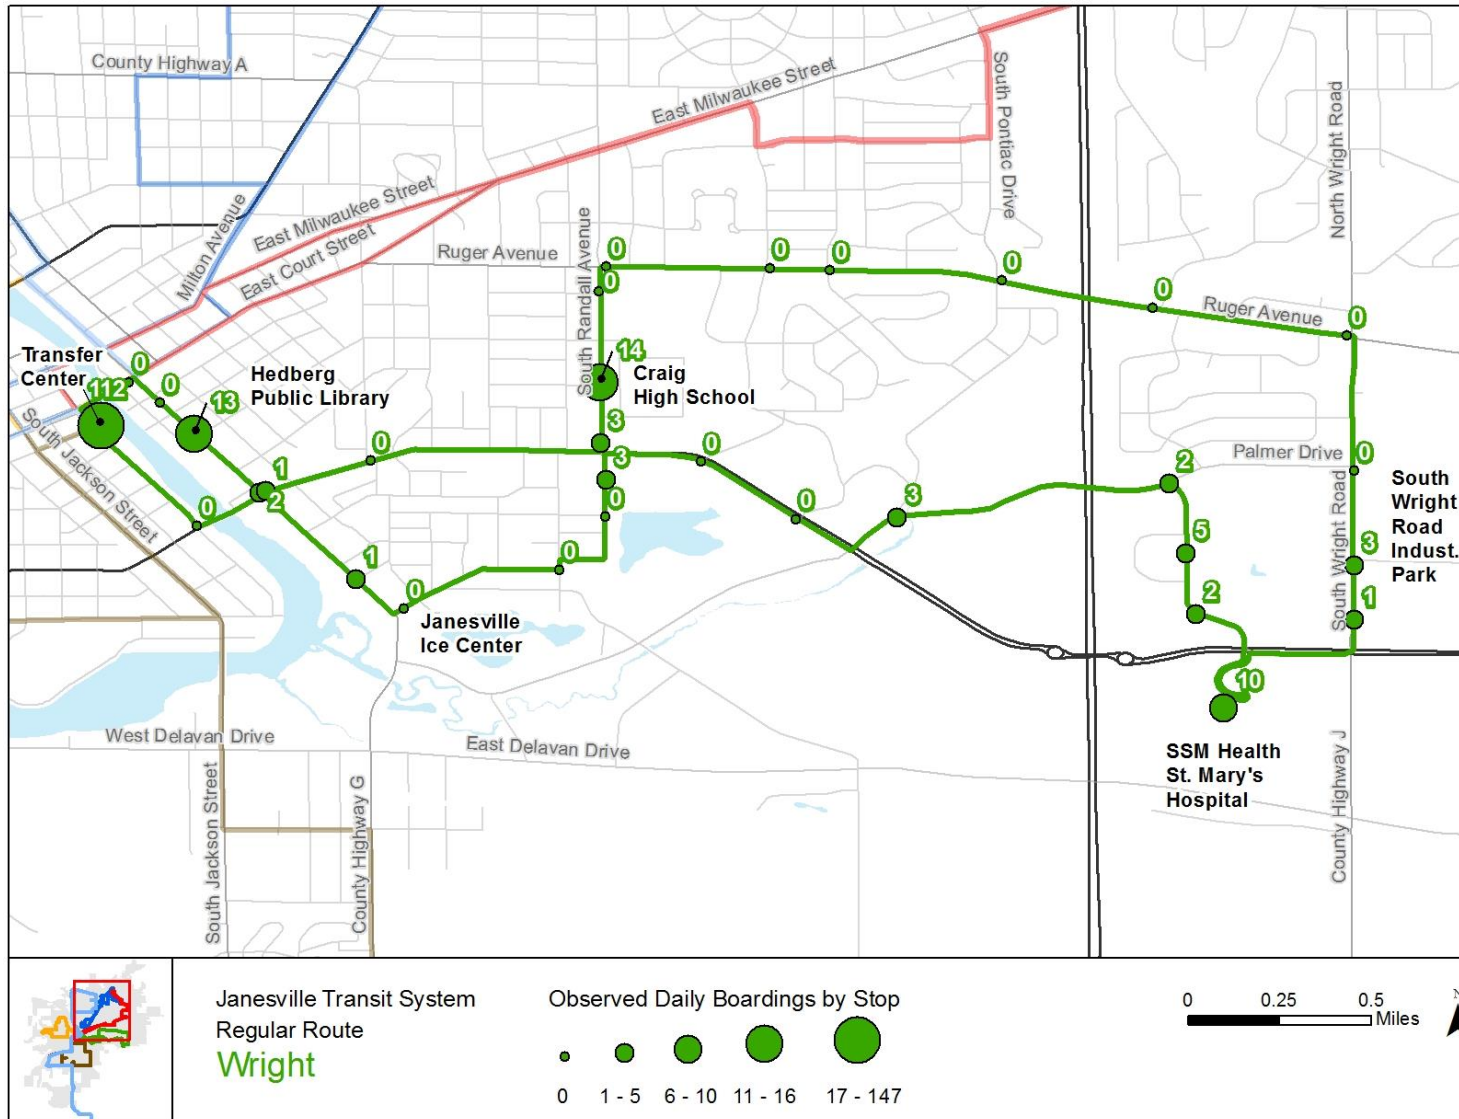 County Highway A
East Milwaukee Street
South Pontiac Drive
North Wright Road
Milton Avenue
East Milwaukee Street
East Court Street
Ruger Avenue
South Randall Avenue
0
0
0
0
0
0
Ruger Avenue
0
0
Transfer
Center
112
0
0
13
Hedberg
Public Library
14
Craig
High School
3
3
0
0
0
0
1
2
0
South Jackson Street
1
0
0
Janesville
Ice Center
3
2
5
2
10
Palmer Drive
0
South Wright Road
South
Wright
Road
Indust.
Park
3
1
SSM Health
St. Mary's
Hospital
West Delavan Drive
East Delavan Drive
South Jackson Street
County Highway G
County Highway J
Janesville Transit System
Regular Route
Wright
Observed Daily Boardings by Stop
0
1 - 5
6 - 10
11 - 16
17 - 147
0 0.25 0.5
Miles
N